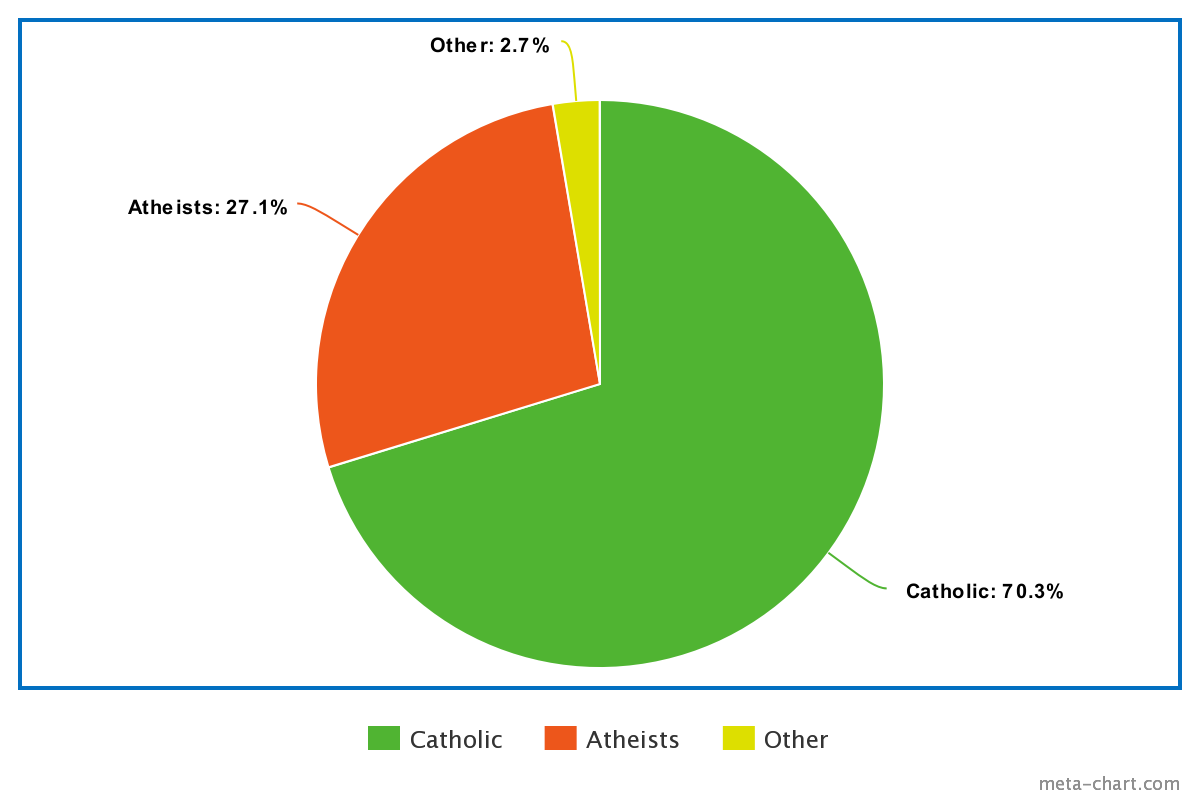 Other: 2.7%
Atheists: 27.1%
Catholic: 70.3%
Catholic Atheists Other
meta-chart.com